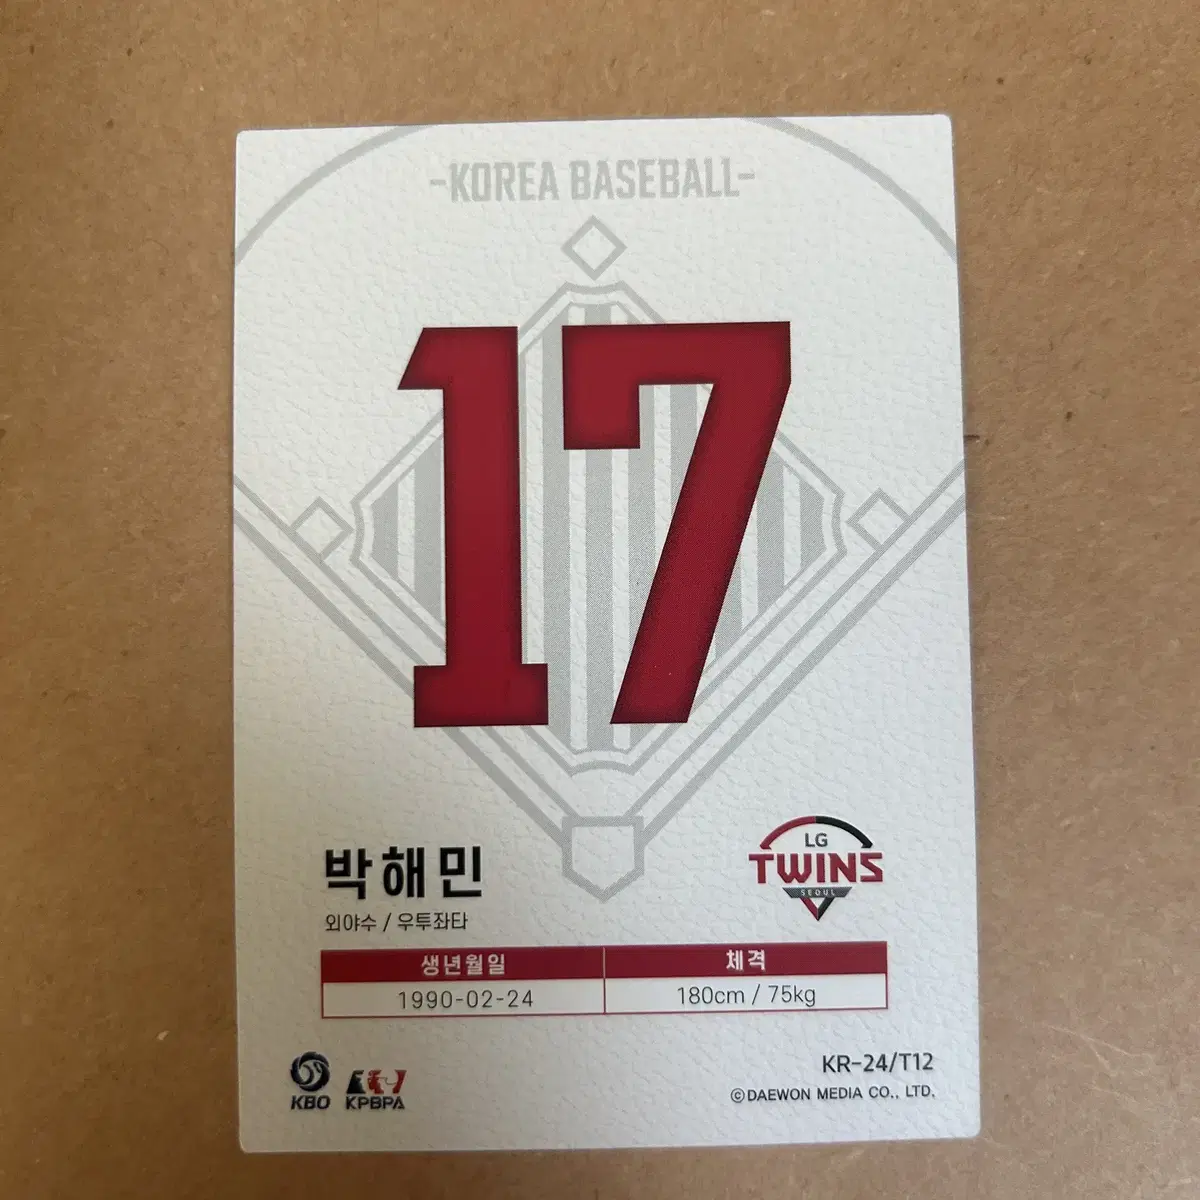 -KOREA BASEBALL-
17
박해민
외야수 / 우투좌타
LG
TWINS
SEOUL
생년월일 체격
1990-02-24 180cm / 75kg
KBO KPBPA
KR-24/T12
©DAEWON MEDIA CO., LTD.